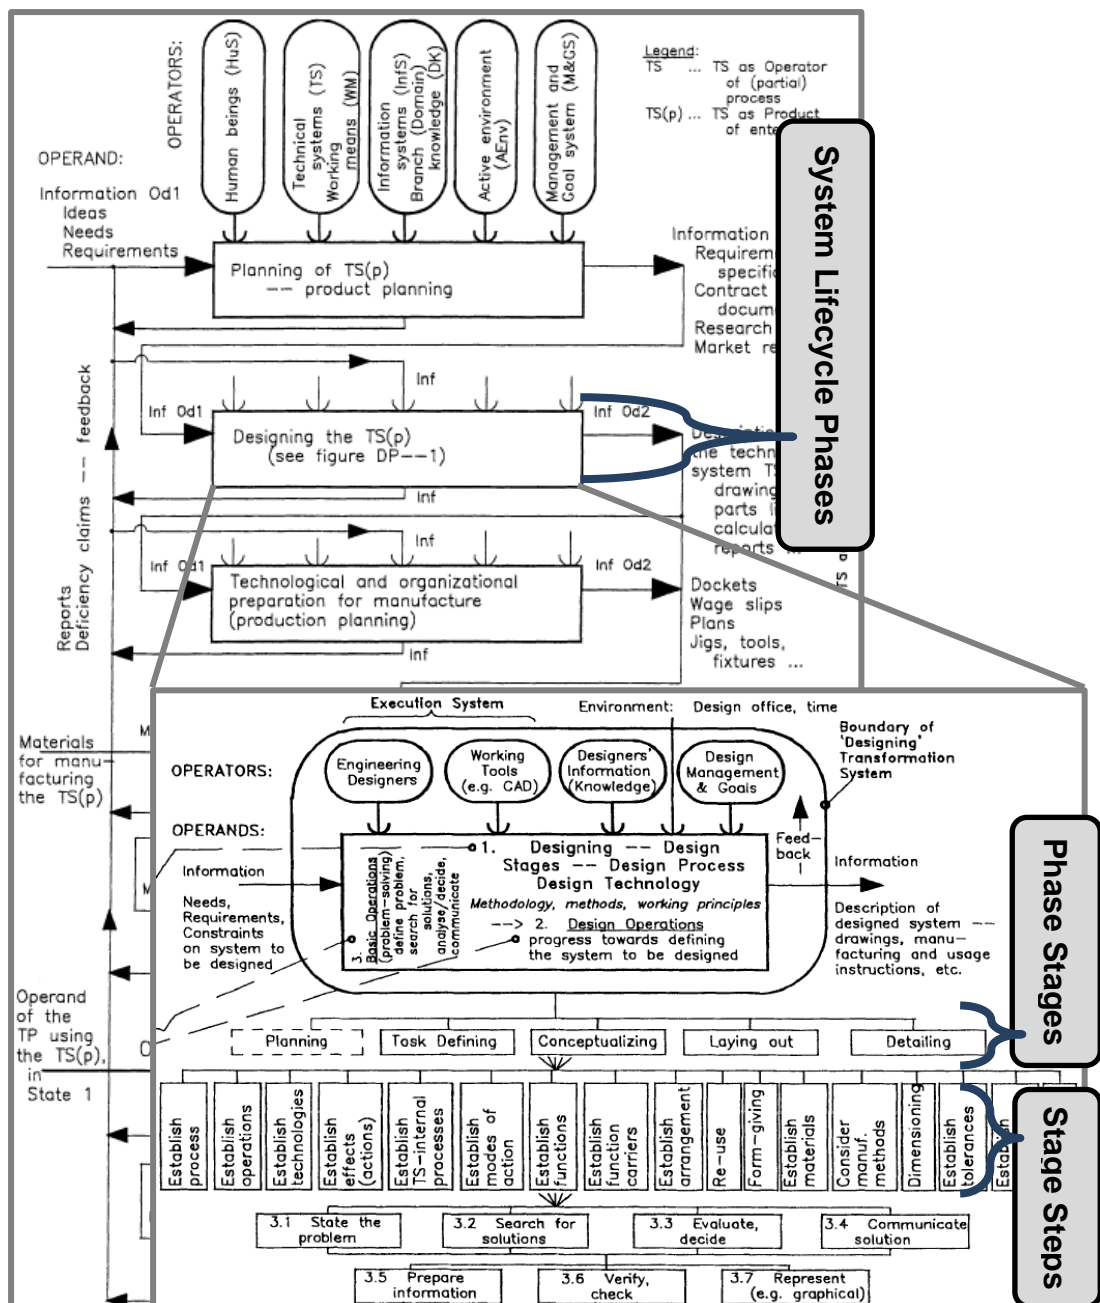 OPERATORS:
Human beings (HuS)
Technical
systems (TS)
Working
means (WM)
Information
systems (InfS)
Branch (Domain)
knowledge (DK)
Active environment
(AEnv)
Management and
Goal system (M&GS)
Legend:
TS ... TS as Operator
of (partial)
process
TS(p) ... TS as Product
of
OPERAND:
Information Od1
Ideas
Needs
Requirements
Planning of TS(p)
—— product planning
Information
Contract
Research
Market
System Lifecycle Phases
Inf
Inf Od1
Inf Od2
Designing the TS(p)
(see figure DP——1)
the
system
parts
reports
Inf
Inf
Inf Od1
Inf Od2
Technological and organizational
preparation for manufacture
(production planning)
Inf
Dockets
Wage slips
Plans
Jigs, tools,
fixtures ...
Reports
Deficiency claims —— feedback
Materials
for manu—
facturing
the TS(p)
Operand
of the
TP using
the TS(p),
in
State 1
Execution System
Environment: Design office, time
Boundary of
'Designing'
Transformation
System
OPERATORS:
Engineering
Designers
Working
Tools
(e.g. CAD)
Designers'
Information
(Knowledge)
Design
Management
& Goals
OPERANDS:
Information
Needs,
Requirements,
Constraints
on system to
be designed
1. Designing —— Design
Stages —— Design Process
Design Technology
Methodology, methods, working principles
——> 2. Design Operations
progress towards defining
the system to be designed
3. Basic Operations
(problem—solving)
define problem,
search for
solutions,
analyse/decide,
communicate
Feed—
back
Information
Description of
designed system ——
drawings, manu—
facturing and usage
instructions, etc.
Phase Stages
Planning
Task Defining
Conceptualizing
Laying out
Detailing
Stage Steps
Establish
process
Establish
operations
Establish
technologies
Establish
effects
(actions)
Establish
TS—internal
processes
Establish
modes of
action
Establish
functions
Establish
function
carriers
Establish
arrangement
Re—use
Form—giving
Establish
materials
Consider
manuf.
methods
Dimensioning
Establish
tolerances
3.1 State the
problem
3.2 Search for
solutions
3.3 Evaluate,
decide
3.4 Communicate
solution
3.5 Prepare
information
3.6 Verify,
check
3.7 Represent
(e.g. graphical)